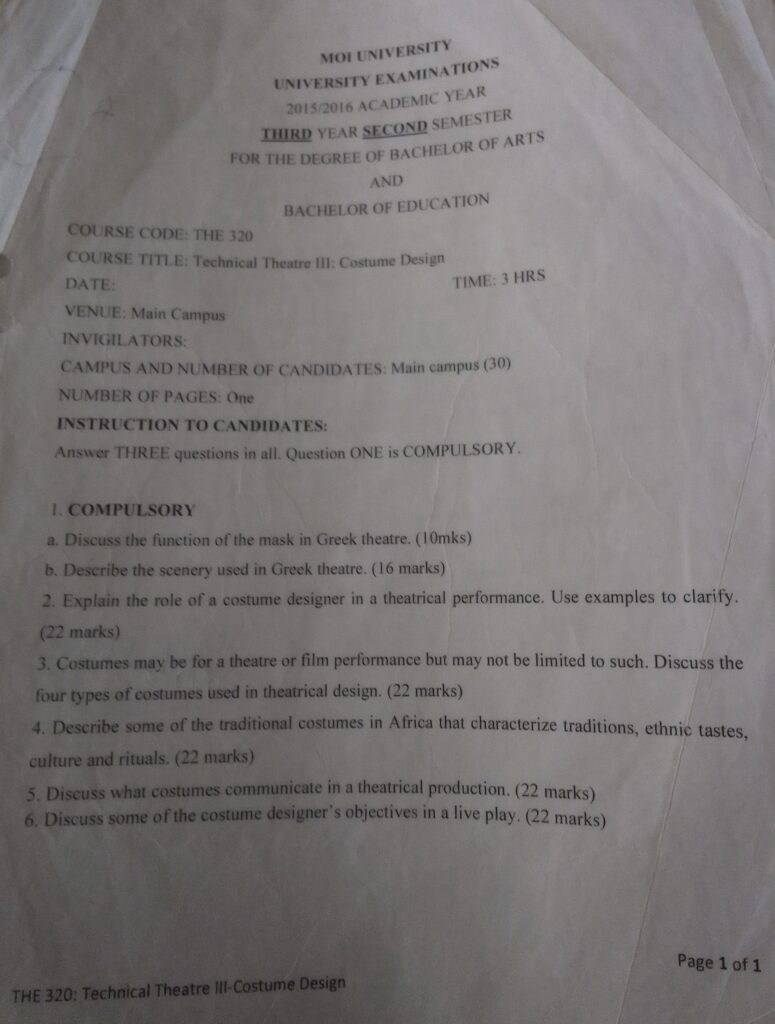 MOI UNIVERSITY
UNIVERSITY EXAMINATIONS
2015/2016 ACADEMIC YEAR
THIRD YEAR SECOND SEMESTER
FOR THE DEGREE OF BACHELOR OF ARTS
AND
BACHELOR OF EDUCATION
COURSE CODE: THE 320
COURSE TITLE: Technical Theatre III: Costume Design
DATE: TIME: 3 HRS
VENUE: Main Campus
INVIGILATORS:
CAMPUS AND NUMBER OF CANDIDATES: Main campus (30)
NUMBER OF PAGES: One
INSTRUCTION TO CANDIDATES:
Answer THREE questions in all. Question ONE is COMPULSORY.
1. COMPULSORY
a. Discuss the function of the mask in Greek theatre. (10mks)
b. Describe the scenery used in Greek theatre. (16 marks)
2. Explain the role of a costume designer in a theatrical performance. Use examples to clarify.
(22 marks)
3. Costumes may be for a theatre or film performance but may not be limited to such. Discuss the
four types of costumes used in theatrical design. (22 marks)
4. Describe some of the traditional costumes in Africa that characterize traditions, ethnic tastes,
culture and rituals. (22 marks)
5. Discuss what costumes communicate in a theatrical production. (22 marks)
6. Discuss some of the costume designer's objectives in a live play. (22 marks)
Page 1 of 1
THE 320: Technical Theatre III-Costume Design